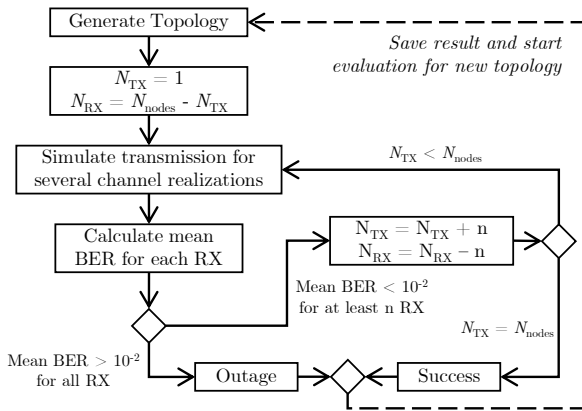 Generate Topology
Save result and start
evaluation for new topology
N_TX = 1
N_RX = N_nodes - N_TX
Simulate transmission for
several channel realizations
N_TX < N_nodes
Calculate mean
BER for each RX
N_TX = N_TX + n
N_RX = N_RX − n
Mean BER < 10⁻²
for at least n RX
N_TX = N_nodes
Mean BER > 10⁻²
for all RX
Outage
Success